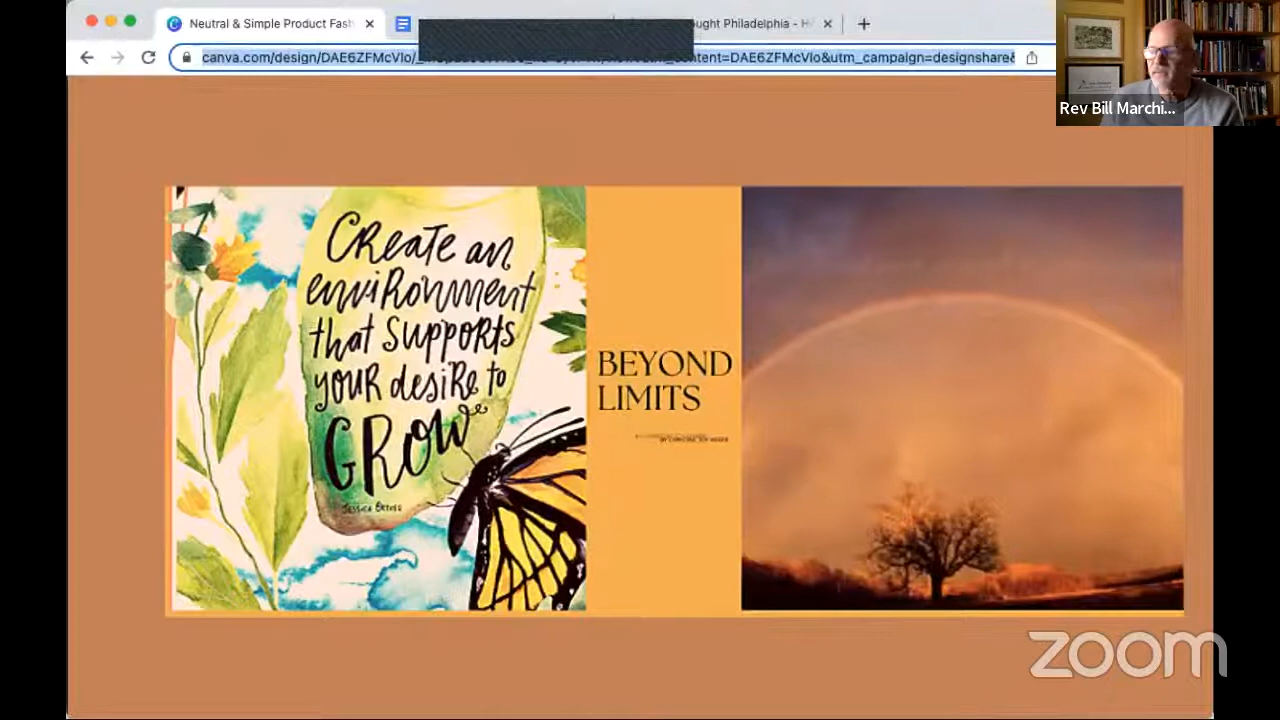 Neutral & Simple Product Fash
ought Philadelphia - H
canva.com/design/DAE6ZFMcVlo/
content=DAE6ZFMcVlo&utm_campaign=designshare&
Rev Bill Marchi...
CReate an
enviRonment
that suppoRts
youR desiRe to
GRow
BEYOND
LIMITS
zoom